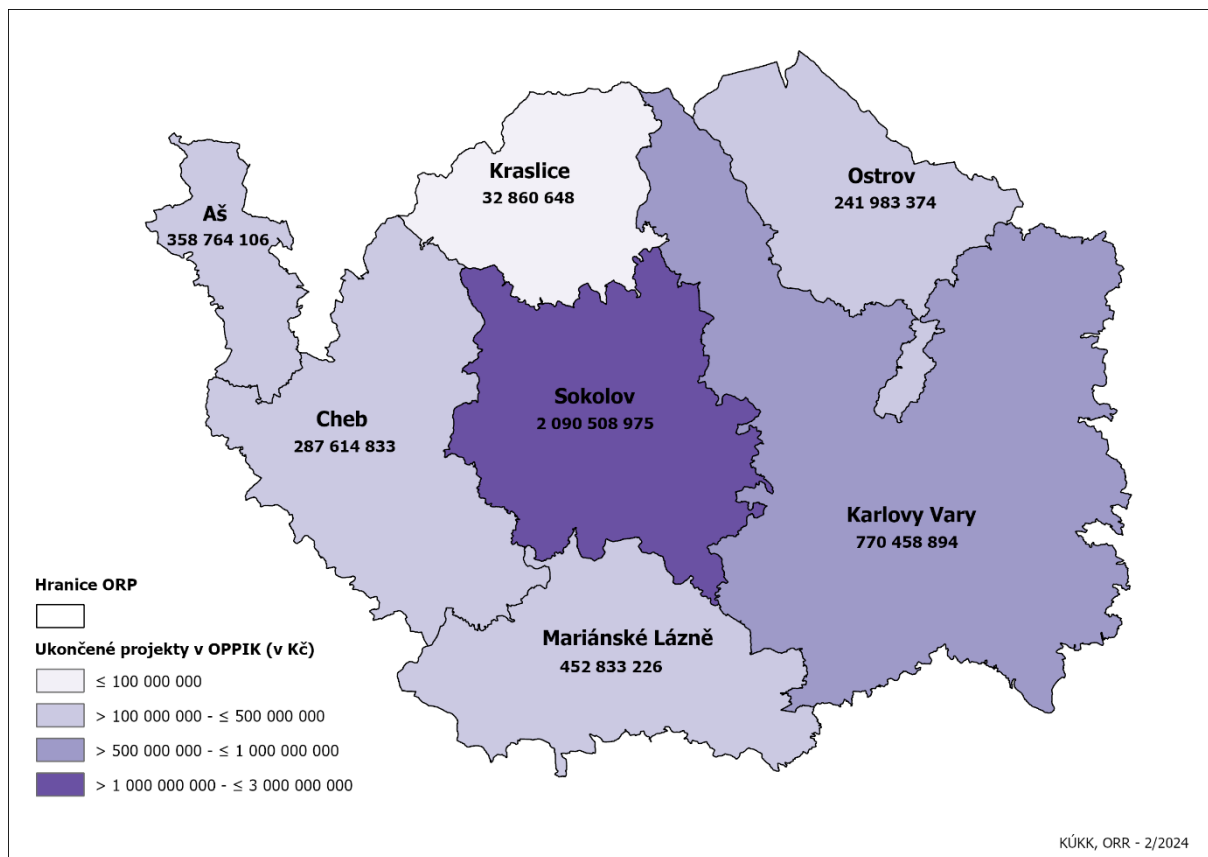 Kraslice
32 860 648
Ostrov
241 983 374
Aš
358 764 106
Sokolov
2 090 508 975
Cheb
287 614 833
Karlovy Vary
770 458 894
Mariánské Lázně
452 833 226
Hranice ORP
Ukončené projekty v OPPIK (v Kč)
≤ 100 000 000
> 100 000 000 - ≤ 500 000 000
> 500 000 000 - ≤ 1 000 000 000
> 1 000 000 000 - ≤ 3 000 000 000
KÚKK, ORR - 2/2024